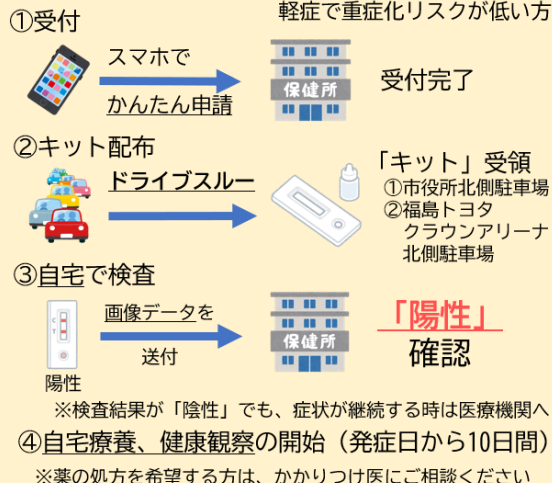 軽症で重症化リスクが低い方
①受付
スマホで
かんたん申請
保健所
受付完了
②キット配布
ドライブスルー
「キット」受領
①市役所北側駐車場
②福島トヨタ
クラウンアリーナ
北側駐車場
③自宅で検査
C
T
陽性
画像データを
送付
保健所
「陽性」
確認
※検査結果が「陰性」でも、症状が継続する時は医療機関へ
④自宅療養、健康観察の開始（発症日から10日間）
※薬の処方を希望する方は、かかりつけ医にご相談ください